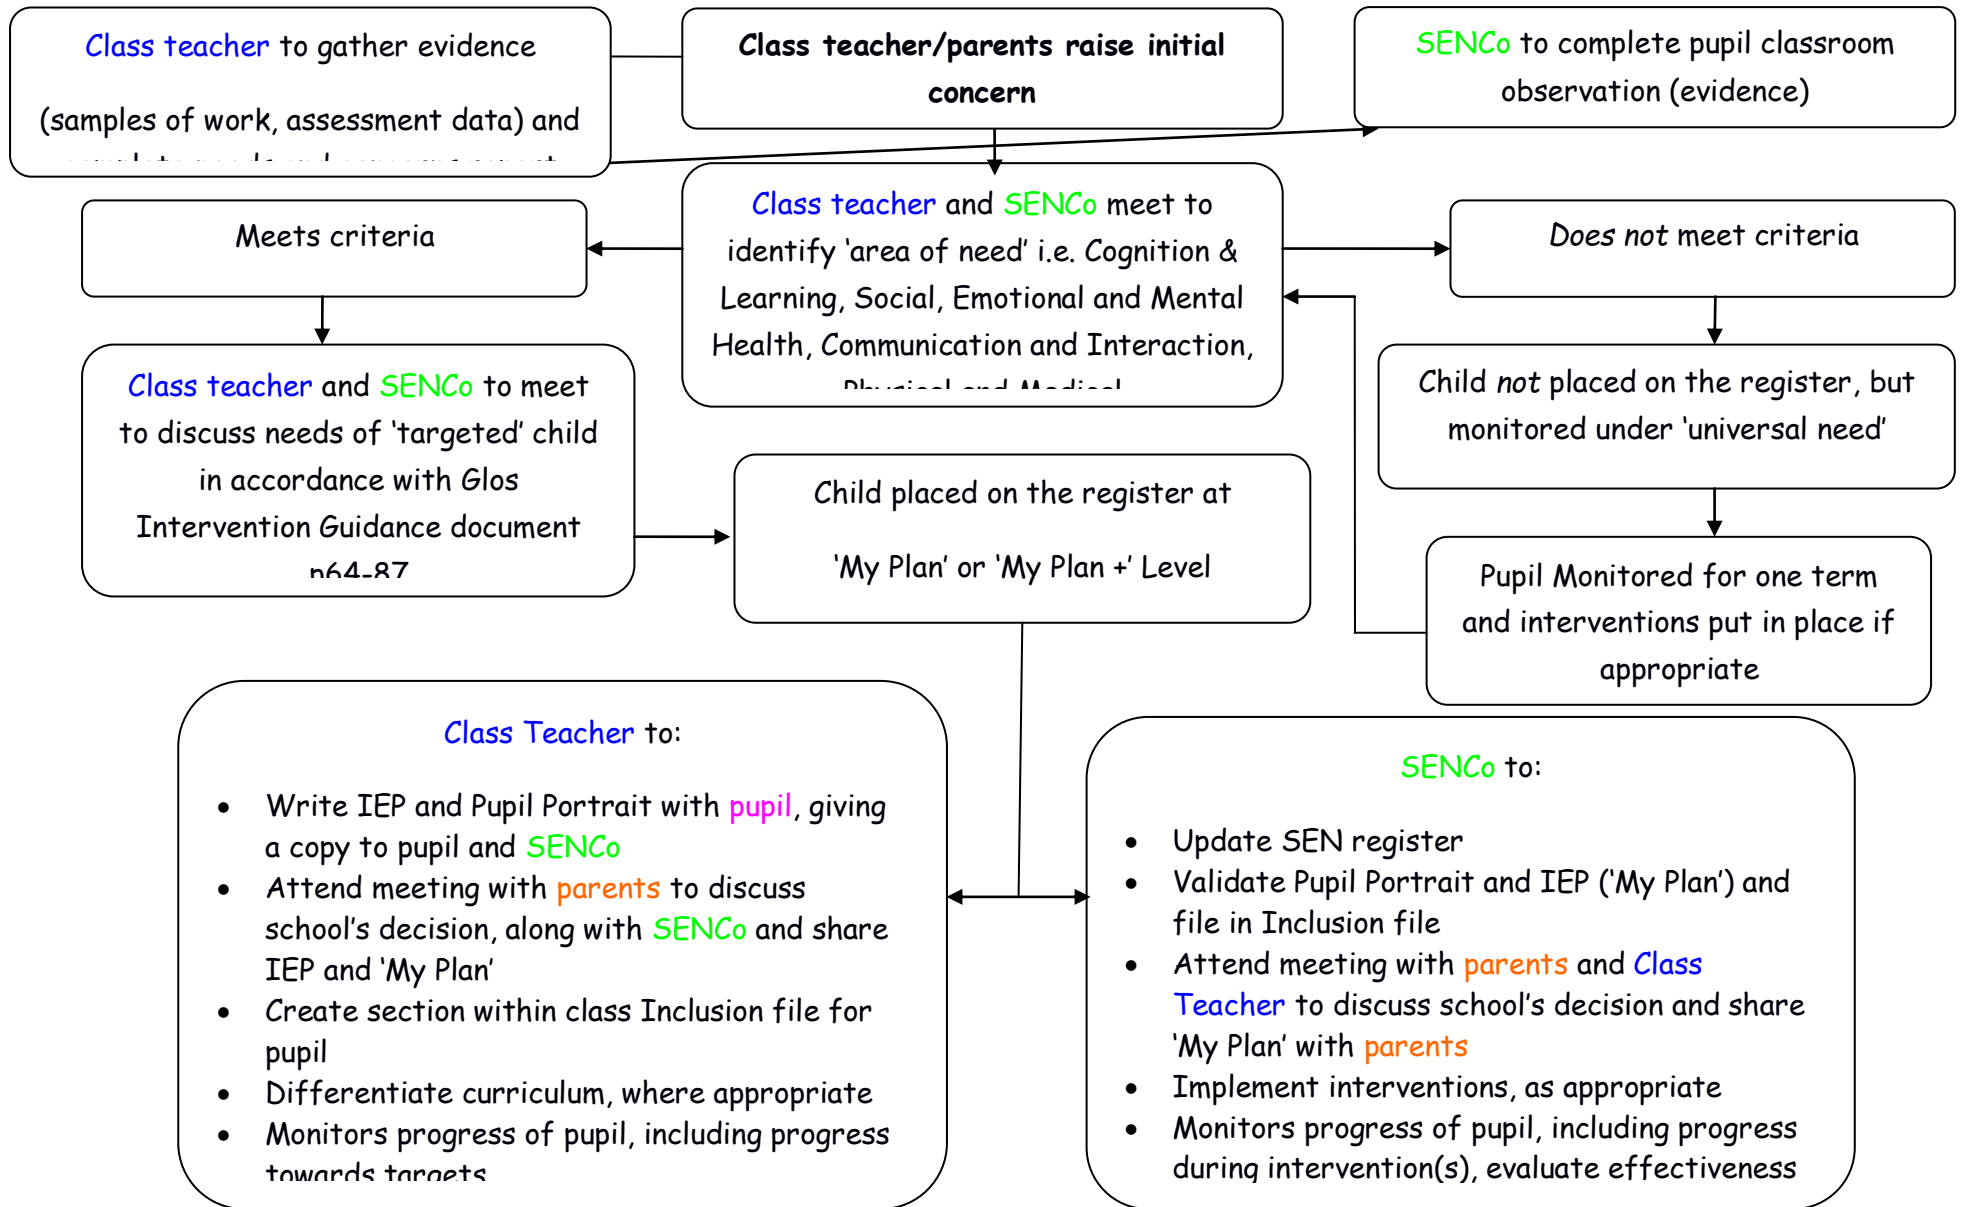 Class teacher to gather evidence
(samples of work, assessment data) and
Class teacher/parents raise initial
concern
SENCo to complete pupil classroom
observation (evidence)
Meets criteria
Class teacher and SENCo meet to
identify ‘area of need’ i.e. Cognition &
Learning, Social, Emotional and Mental
Health, Communication and Interaction,
Physical and Medical
Does not meet criteria
Class teacher and SENCo to meet
to discuss needs of ‘targeted’ child
in accordance with Glos
Intervention Guidance document
p64-87
Child not placed on the register, but
monitored under ‘universal need’
Child placed on the register at
‘My Plan’ or ‘My Plan +’ Level
Pupil Monitored for one term
and interventions put in place if
appropriate
Class Teacher to:
• Write IEP and Pupil Portrait with pupil, giving
a copy to pupil and SENCo
• Attend meeting with parents to discuss
school’s decision, along with SENCo and share
IEP and ‘My Plan’
• Create section within class Inclusion file for
pupil
• Differentiate curriculum, where appropriate
• Monitors progress of pupil, including progress
towards targets
SENCo to:
• Update SEN register
• Validate Pupil Portrait and IEP (‘My Plan’) and
file in Inclusion file
• Attend meeting with parents and Class
Teacher to discuss school’s decision and share
‘My Plan’ with parents
• Implement interventions, as appropriate
• Monitors progress of pupil, including progress
during intervention(s), evaluate effectiveness